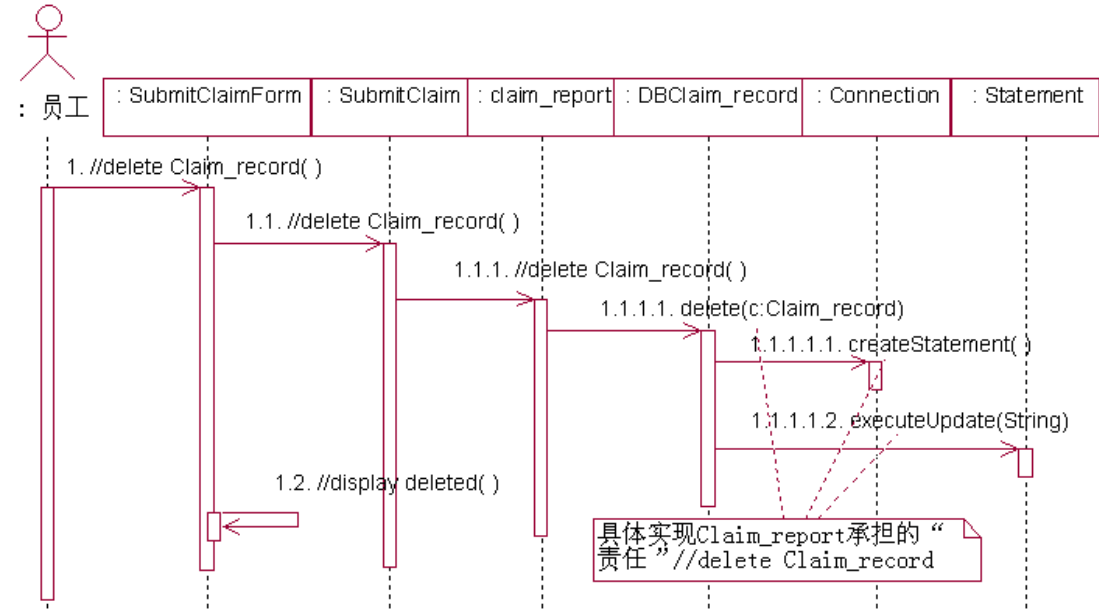 : 员工
: SubmitClaimForm
: SubmitClaim
: claim_report
: DBClaim_record
: Connection
: Statement
1. //delete Claim_record( )
1.1. //delete Claim_record( )
1.1.1. //delete Claim_record( )
1.1.1.1. delete(c:Claim_record)
1.1.1.1.1. createStatement( )
1.1.1.1.2. executeUpdate(String)
1.2. //display deleted( )
具体实现Claim_report承担的“
责任 ”//delete Claim_record